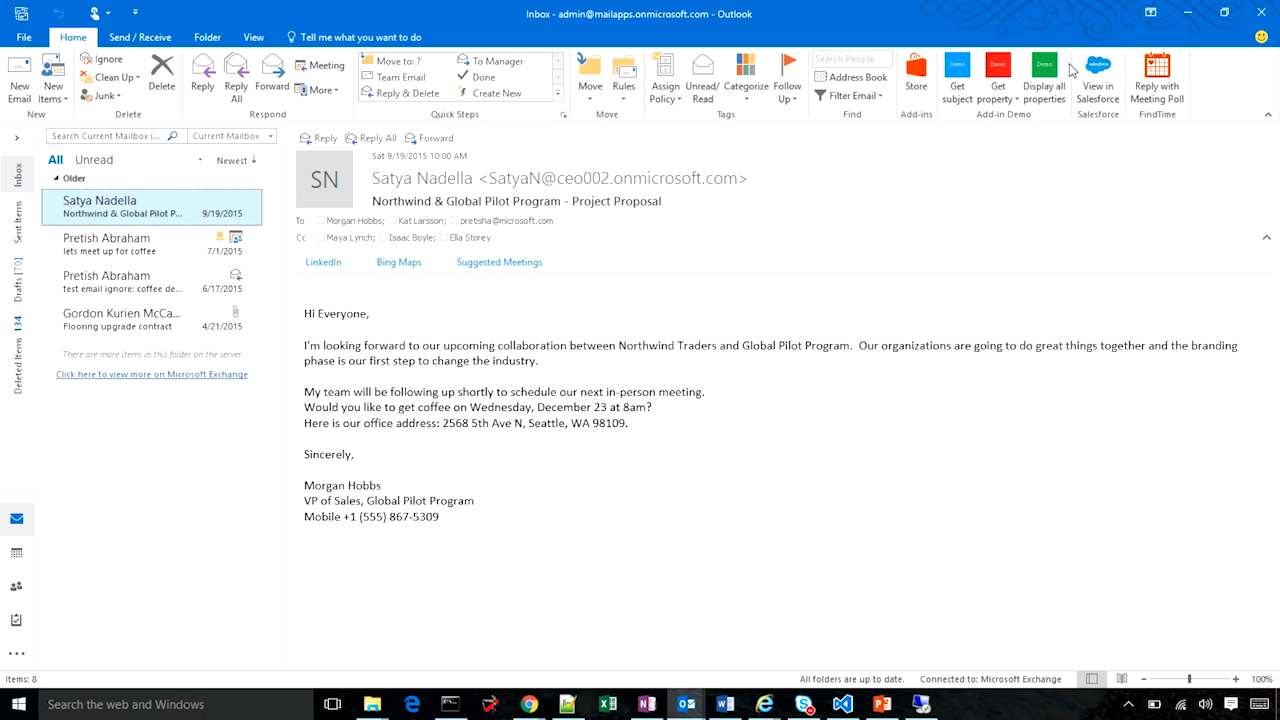 Inbox - admin@mailapps.onmicrosoft.com - Outlook
File Home Send / Receive Folder View Tell me what you want to do
New Email
New Items
Ignore
Clean Up
Junk
Delete
Reply
Reply All
Forward
Meeting
More
Move to: ?
Team Email
Reply & Delete
To Manager
Done
Create New
Move
Rules
Assign Policy
Unread/ Read
Categorize
Follow Up
Search People
Address Book
Filter Email
Store
Demo
Get subject
Demo
Get property
Demo
Display all properties
salesforce
View in Salesforce
Reply with Meeting Poll
New Delete Respond Quick Steps Move Tags Find Add-ins Add-in Demo Salesforce FindTime
Search Current Mailbox (... Current Mailbox
All Unread Newest
Older
Satya Nadella
Northwind & Global Pilot P... 9/19/2015
Pretish Abraham
lets meet up for coffee 7/1/2015
Pretish Abraham
test email ignore: coffee de... 6/17/2015
Gordon Kurien McCa...
Flooring upgrade contract 4/21/2015
There are more items in this folder on the server
Click here to view more on Microsoft Exchange
Inbox
Sent Items
Drafts [70]
Deleted Items 134
Reply Reply All Forward
Sat 9/19/2015 10:00 AM
SN
Satya Nadella <SatyaN@ceo002.onmicrosoft.com>
Northwind & Global Pilot Program - Project Proposal
To Morgan Hobbs; Kat Larsson; pretisha@microsoft.com
Cc Maya Lynch; Isaac Boyle; Ella Storey
LinkedIn Bing Maps Suggested Meetings
Hi Everyone,
I'm looking forward to our upcoming collaboration between Northwind Traders and Global Pilot Program. Our organizations are going to do great things together and the branding
phase is our first step to change the industry.
My team will be following up shortly to schedule our next in-person meeting.
Would you like to get coffee on Wednesday, December 23 at 8am?
Here is our office address: 2568 5th Ave N, Seattle, WA 98109.
Sincerely,
Morgan Hobbs
VP of Sales, Global Pilot Program
Mobile +1 (555) 867-5309
Items: 8 All folders are up to date. Connected to: Microsoft Exchange 100%
Search the web and Windows